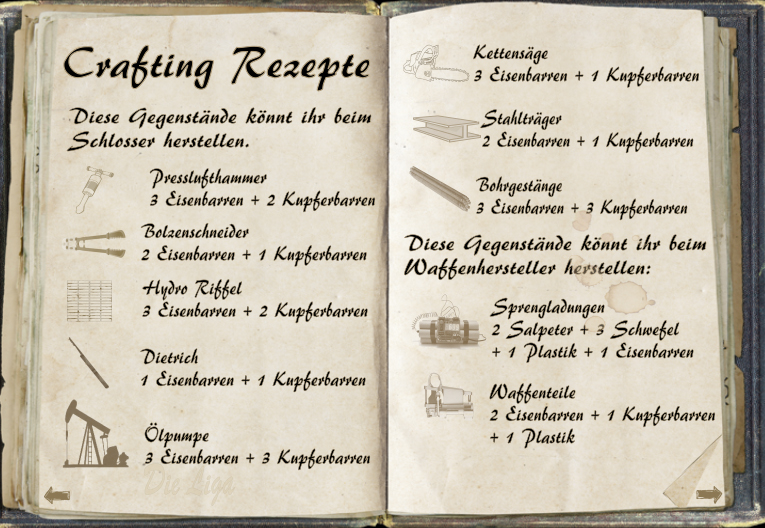 Crafting Rezepte
Diese Gegenstände könnt ihr beim
Schlosser herstellen.
Presslufthammer
3 Eisenbarren + 2 Kupferbarren
Bolzenschneider
2 Eisenbarren + 1 Kupferbarren
Hydro Riffel
3 Eisenbarren + 2 Kupferbarren
Dietrich
1 Eisenbarren + 1 Kupferbarren
Ölpumpe
3 Eisenbarren + 3 Kupferbarren
Kettensäge
3 Eisenbarren + 1 Kupferbarren
Stahlträger
2 Eisenbarren + 1 Kupferbarren
Bohrgestänge
3 Eisenbarren + 3 Kupferbarren
Diese Gegenstände könnt ihr beim
Waffenhersteller herstellen:
Sprengladungen
2 Salpeter + 3 Schwefel
+ 1 Plastik + 1 Eisenbarren
Waffenteile
2 Eisenbarren + 1 Kupferbarren
+ 1 Plastik